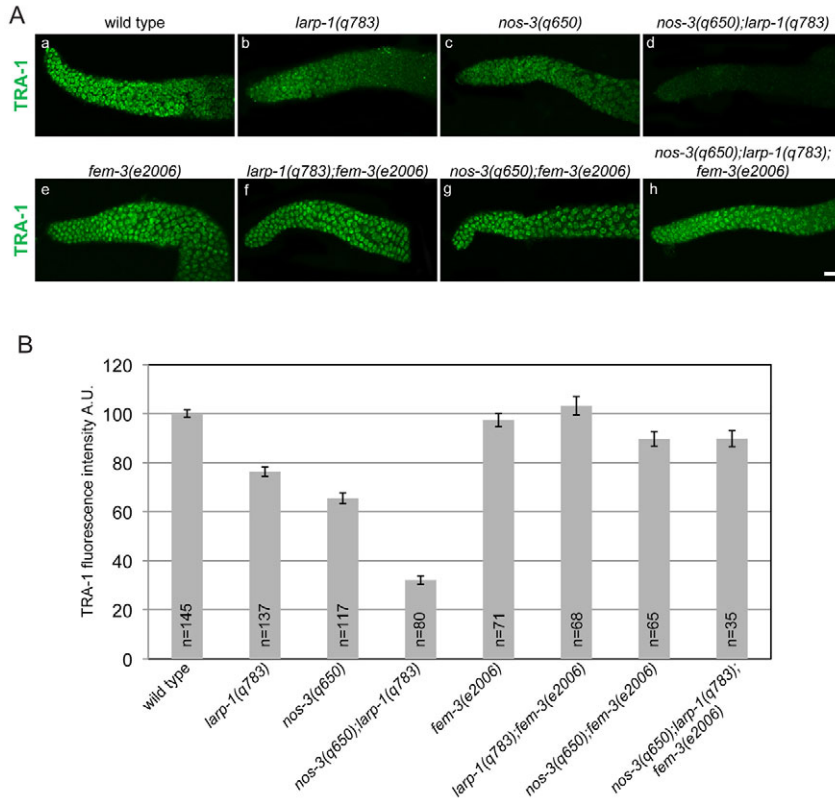 A
wild type
larp-1(q783)
nos-3(q650)
nos-3(q650);larp-1(q783)
TRA-1
a
b
c
d
fem-3(e2006)
larp-1(q783);fem-3(e2006)
nos-3(q650);fem-3(e2006)
nos-3(q650);larp-1(q783);
fem-3(e2006)
TRA-1
e
f
g
h
B
TRA-1 fluorescence intensity A.U.
120
100
80
60
40
20
0
n=145
n=137
n=117
n=80
n=71
n=68
n=65
n=35
wild type
larp-1(q783)
nos-3(q650)
nos-3(q650);larp-1(q783)
fem-3(e2006)
larp-1(q783);fem-3(e2006)
nos-3(q650);fem-3(e2006)
nos-3(q650);larp-1(q783);
fem-3(e2006)